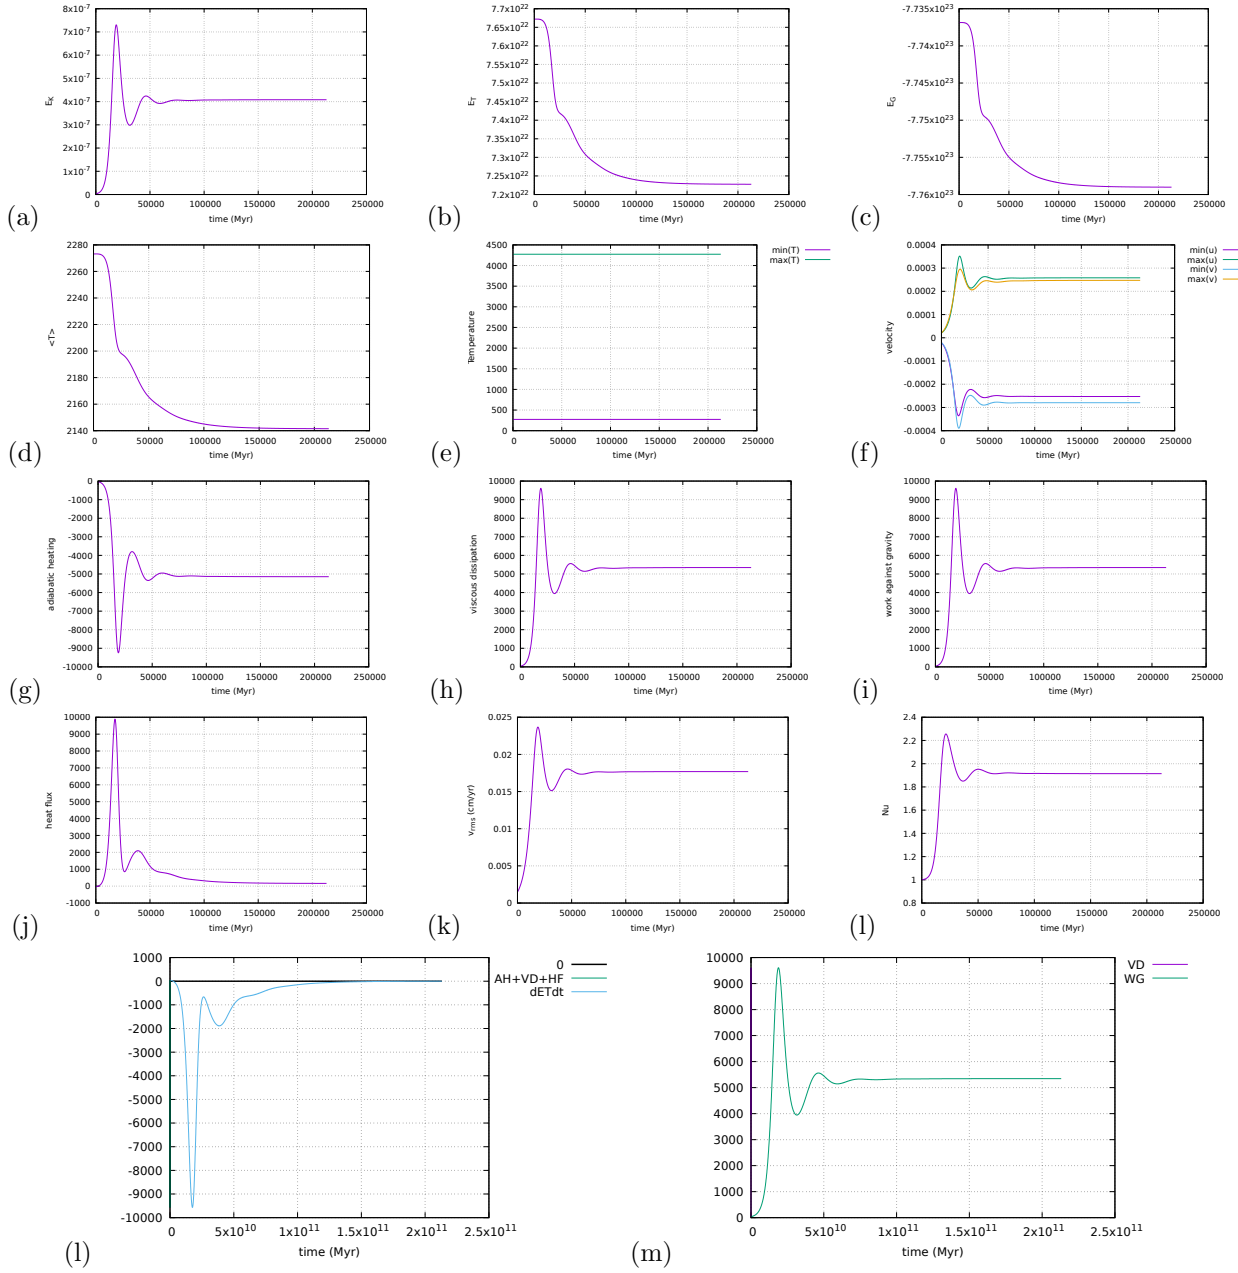 8x10-7
7x10-7
6x10-7
5x10-7
4x10-7
3x10-7
2x10-7
1x10-7
0
EK
0 50000 100000 150000 200000 250000
time (Myr)
(a)
7.7x1022
7.65x1022
7.6x1022
7.55x1022
7.5x1022
7.45x1022
7.4x1022
7.35x1022
7.3x1022
7.25x1022
7.2x1022
ET
0 50000 100000 150000 200000 250000
time (Myr)
(b)
-7.735x1023
-7.74x1023
-7.745x1023
-7.75x1023
-7.755x1023
-7.76x1023
EG
0 50000 100000 150000 200000 250000
time (Myr)
(c)
2280
2260
2240
2220
2200
2180
2160
2140
<T>
0 50000 100000 150000 200000 250000
time (Myr)
(d)
4500
4000
3500
3000
2500
2000
1500
1000
500
0
Temperature
min(T)
max(T)
0 50000 100000 150000 200000 250000
time (Myr)
(e)
0.0004
0.0003
0.0002
0.0001
0
-0.0001
-0.0002
-0.0003
-0.0004
velocity
min(u)
max(u)
min(v)
max(v)
0 50000 100000 150000 200000 250000
time (Myr)
(f)
0
-1000
-2000
-3000
-4000
-5000
-6000
-7000
-8000
-9000
-10000
adiabatic heating
0 50000 100000 150000 200000 250000
time (Myr)
(g)
10000
9000
8000
7000
6000
5000
4000
3000
2000
1000
0
viscous dissipation
0 50000 100000 150000 200000 250000
time (Myr)
(h)
10000
9000
8000
7000
6000
5000
4000
3000
2000
1000
0
work against gravity
0 50000 100000 150000 200000 250000
time (Myr)
(i)
10000
9000
8000
7000
6000
5000
4000
3000
2000
1000
0
-1000
heat flux
0 50000 100000 150000 200000 250000
time (Myr)
(j)
0.025
0.02
0.015
0.01
0.005
0
vrms (cm/yr)
0 50000 100000 150000 200000 250000
time (Myr)
(k)
2.4
2.2
2
1.8
1.6
1.4
1.2
1
0.8
Nu
0 50000 100000 150000 200000 250000
time (Myr)
(l)
1000
0
-1000
-2000
-3000
-4000
-5000
-6000
-7000
-8000
-9000
-10000
0
AH+VD+HF
dETdt
5x1010 1x1011 1.5x1011 2x1011 2.5x1011
time (Myr)
(l)
10000
9000
8000
7000
6000
5000
4000
3000
2000
1000
0
VD
WG
5x1010 1x1011 1.5x1011 2x1011 2.5x1011
time (Myr)
(m)